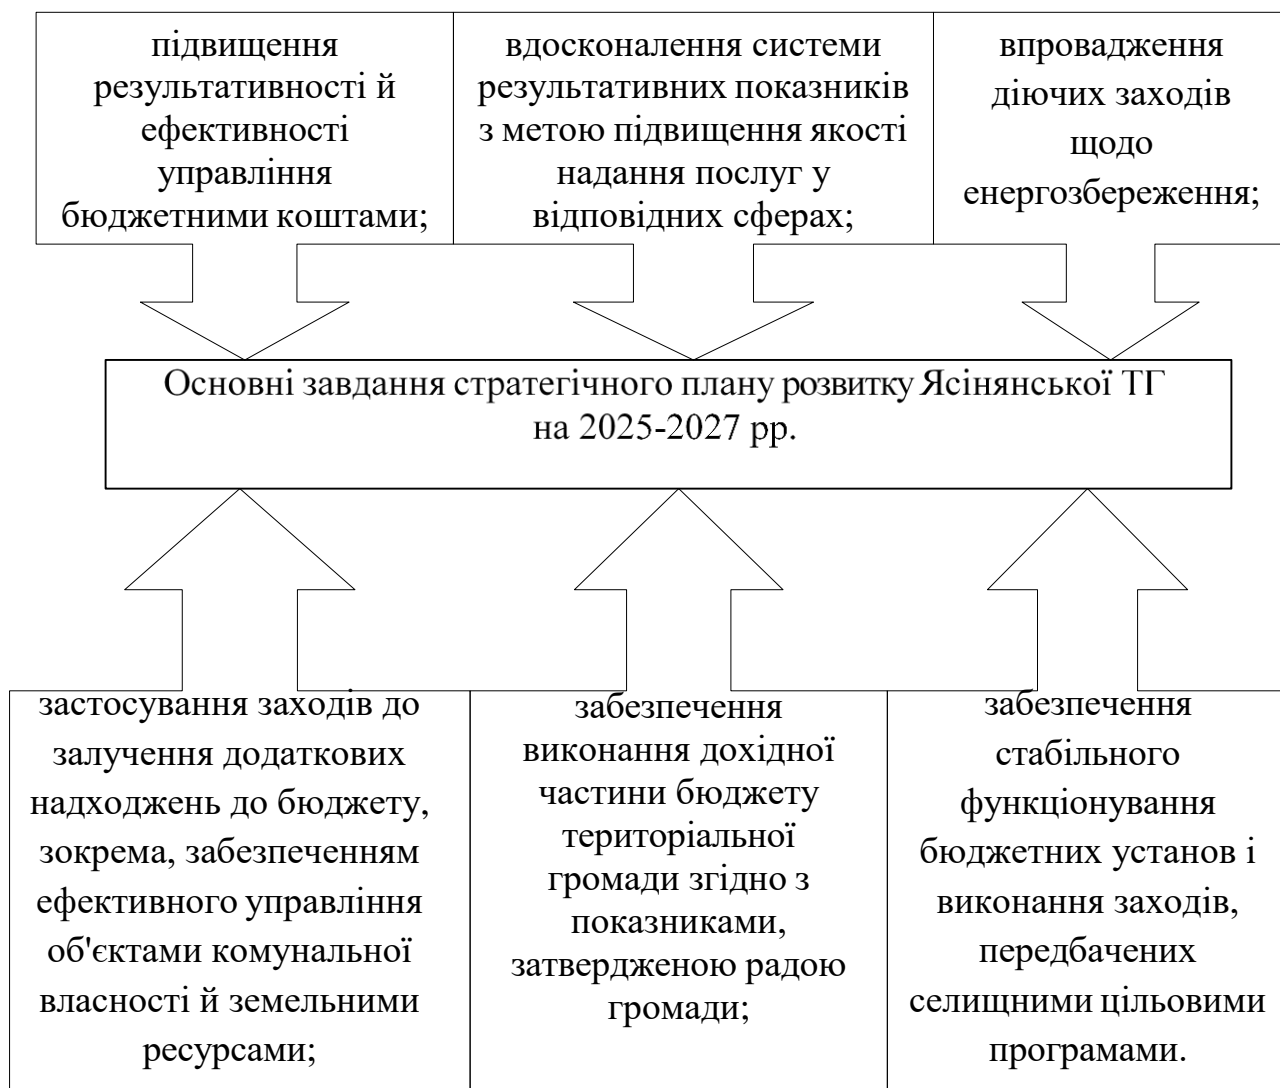 підвищення
результативності й
ефективності
управління
бюджетними коштами;
вдосконалення системи
результативних показників
з метою підвищення якості
надання послуг у
відповідних сферах;
впровадження
діючих заходів
щодо
енергозбереження;
Основні завдання стратегічного плану розвитку Ясінянської ТГ
на 2025-2027 рр.
застосування заходів до
залучення додаткових
надходжень до бюджету,
зокрема, забезпеченням
ефективного управління
об'єктами комунальної
власності й земельними
ресурсами;
забезпечення
виконання дохідної
частини бюджету
територіальної
громади згідно з
показниками,
затвердженою радою
громади;
забезпечення
стабільного
функціонування
бюджетних установ і
виконання заходів,
передбачених
селищними цільовими
програмами.